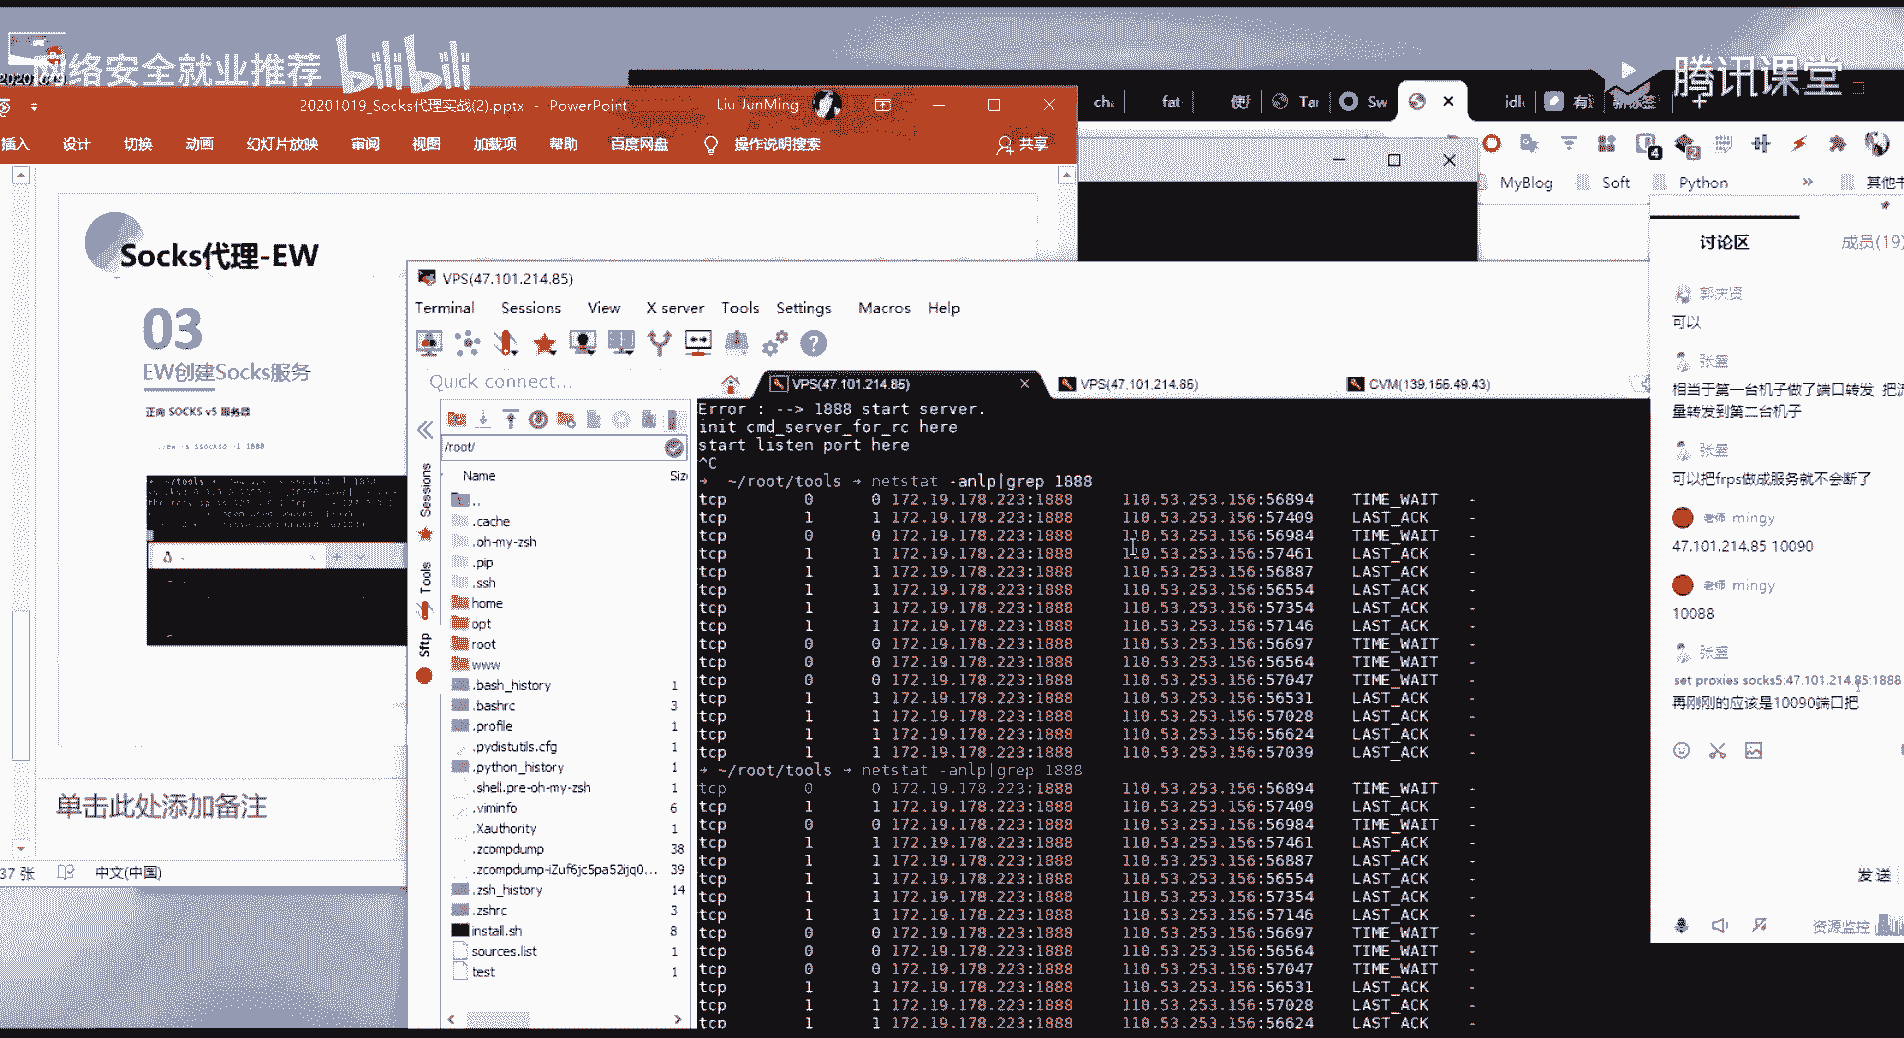 网络安全就业推荐 bilibili
腾讯课堂
20201019_Socks代理实战(2).pptx - PowerPoint
Liu JunMing
插入 设计 切换 动画 幻灯片放映 审阅 视图 加载项 帮助 百度网盘 操作说明搜索 共享
Socks代理-EW
03
EW创建Socks服务
正向 SOCKS v5 服务器
./ew -s ssocksd -l 1888
单击此处添加备注
37 张 中文(中国)
fat
Sw
MyBlog Soft Python »
VPS(47.101.214.85)
Terminal Sessions View X server Tools Settings Macros Help
Quick connect...
VPS(47.101.214.85)
VPS(47.101.214.85)
CVM(139.155.49.43)
Sessions
Tools
Sftp
/root/
Name
..
.cache
.oh-my-zsh
.pip
.ssh
home
opt
root
www
.bash_history 1
.bashrc 3
.profile 1
.pydistutils.cfg 1
.python_history 1
.shell.pre-oh-my-zsh 1
.viminfo 6
.Xauthority 1
.zcompdump 38
.zcompdump-iZuf6jc5pa52ijq0... 39
.zsh_history 14
.zshrc 3
install.sh 8
sources.list 1
test 1
Error : --> 1888 start server.
init cmd_server_for_rc here
start listen port here
^C
→ ~/root/tools → netstat -anlp|grep 1888
tcp 0 0 172.19.178.223:1888 110.53.253.156:56894 TIME_WAIT -
tcp 1 1 172.19.178.223:1888 110.53.253.156:57409 LAST_ACK -
tcp 0 0 172.19.178.223:1888 110.53.253.156:56984 TIME_WAIT -
tcp 1 1 172.19.178.223:1888 110.53.253.156:57461 LAST_ACK -
tcp 1 1 172.19.178.223:1888 110.53.253.156:56887 LAST_ACK -
tcp 1 1 172.19.178.223:1888 110.53.253.156:56554 LAST_ACK -
tcp 1 1 172.19.178.223:1888 110.53.253.156:57354 LAST_ACK -
tcp 1 1 172.19.178.223:1888 110.53.253.156:57146 LAST_ACK -
tcp 0 0 172.19.178.223:1888 110.53.253.156:56697 TIME_WAIT -
tcp 0 0 172.19.178.223:1888 110.53.253.156:56564 TIME_WAIT -
tcp 0 0 172.19.178.223:1888 110.53.253.156:57047 TIME_WAIT -
tcp 1 1 172.19.178.223:1888 110.53.253.156:56531 LAST_ACK -
tcp 1 1 172.19.178.223:1888 110.53.253.156:57028 LAST_ACK -
tcp 1 1 172.19.178.223:1888 110.53.253.156:56624 LAST_ACK -
tcp 1 1 172.19.178.223:1888 110.53.253.156:57039 LAST_ACK -
→ ~/root/tools → netstat -anlp|grep 1888
tcp 0 0 172.19.178.223:1888 110.53.253.156:56894 TIME_WAIT -
tcp 1 1 172.19.178.223:1888 110.53.253.156:57409 LAST_ACK -
tcp 0 0 172.19.178.223:1888 110.53.253.156:56984 TIME_WAIT -
tcp 1 1 172.19.178.223:1888 110.53.253.156:57461 LAST_ACK -
tcp 1 1 172.19.178.223:1888 110.53.253.156:56887 LAST_ACK -
tcp 1 1 172.19.178.223:1888 110.53.253.156:56554 LAST_ACK -
tcp 1 1 172.19.178.223:1888 110.53.253.156:57354 LAST_ACK -
tcp 1 1 172.19.178.223:1888 110.53.253.156:57146 LAST_ACK -
tcp 0 0 172.19.178.223:1888 110.53.253.156:56697 TIME_WAIT -
tcp 0 0 172.19.178.223:1888 110.53.253.156:56564 TIME_WAIT -
tcp 0 0 172.19.178.223:1888 110.53.253.156:57047 TIME_WAIT -
tcp 1 1 172.19.178.223:1888 110.53.253.156:56531 LAST_ACK -
tcp 1 1 172.19.178.223:1888 110.53.253.156:57028 LAST_ACK -
tcp 1 1 172.19.178.223:1888 110.53.253.156:56624 LAST_ACK -
讨论区 成员(19)
可以
相当于第一台机子做了端口转发 把流
量转发到第二台机子
可以把frps做成服务就不会断了
老师 mingy
47.101.214.85 10090
老师 mingy
10088
set proxies socks5:47.101.214.85:1888
再刚刚的应该是10090端口把
发送
资源监控